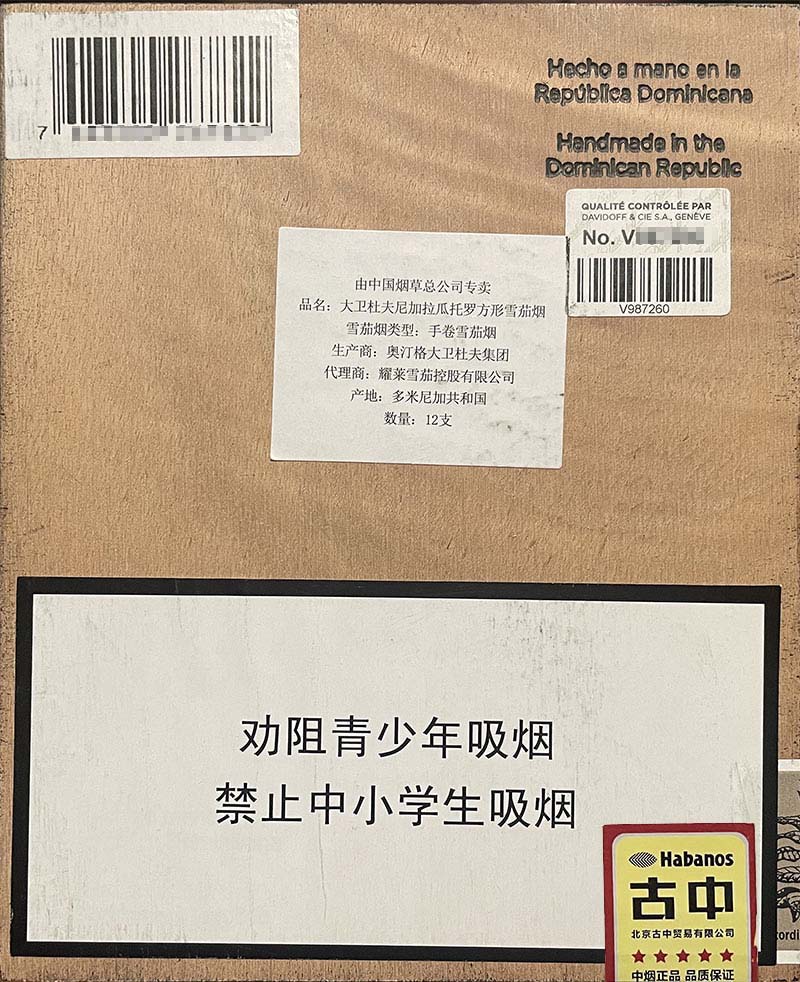 7
Hecho a mano en la
República Dominicana
Handmade in the
Dominican Republic
QUALITÉ CONTRÔLÉE PAR
DAVIDOFF & CIE S.A., GENÈVE
No. V
V987260
由中国烟草总公司专卖
品名：大卫杜夫尼加拉瓜托罗方形雪茄烟
雪茄烟类型：手卷雪茄烟
生产商：奥汀格大卫杜夫集团
代理商：耀莱雪茄控股有限公司
产地：多米尼加共和国
数量：12支
劝阻青少年吸烟
禁止中小学生吸烟
Habanos
古中
北京古中贸易有限公司
中烟正品 品质保证